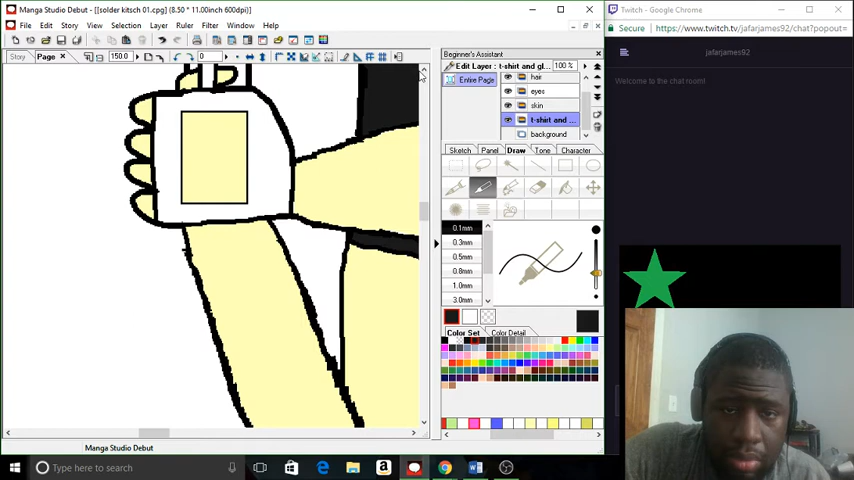 Manga Studio Debut - [[solder kitsch 01.cpg] (8.50 * 11.00inch 600dpi)]
Twitch - Google Chrome
Secure https://www.twitch.tv/jafarjames92/chat?popout=
File Edit Story View Selection Layer Ruler Window Help
jafarjames92
Welcome to the chat room!
Story Page 150.0 0
Beginner's Assistant
Edit Layer : t-shirt and gl... 100 %
Entire Page
hair
eyes
skin
t-shirt and ...
background
Sketch Panel Draw Tone Character
0.1mm
0.3mm
0.5mm
0.8mm
1.0mm
3.0mm
Color Set Color Detail
Manga Studio Debut
Type here to search